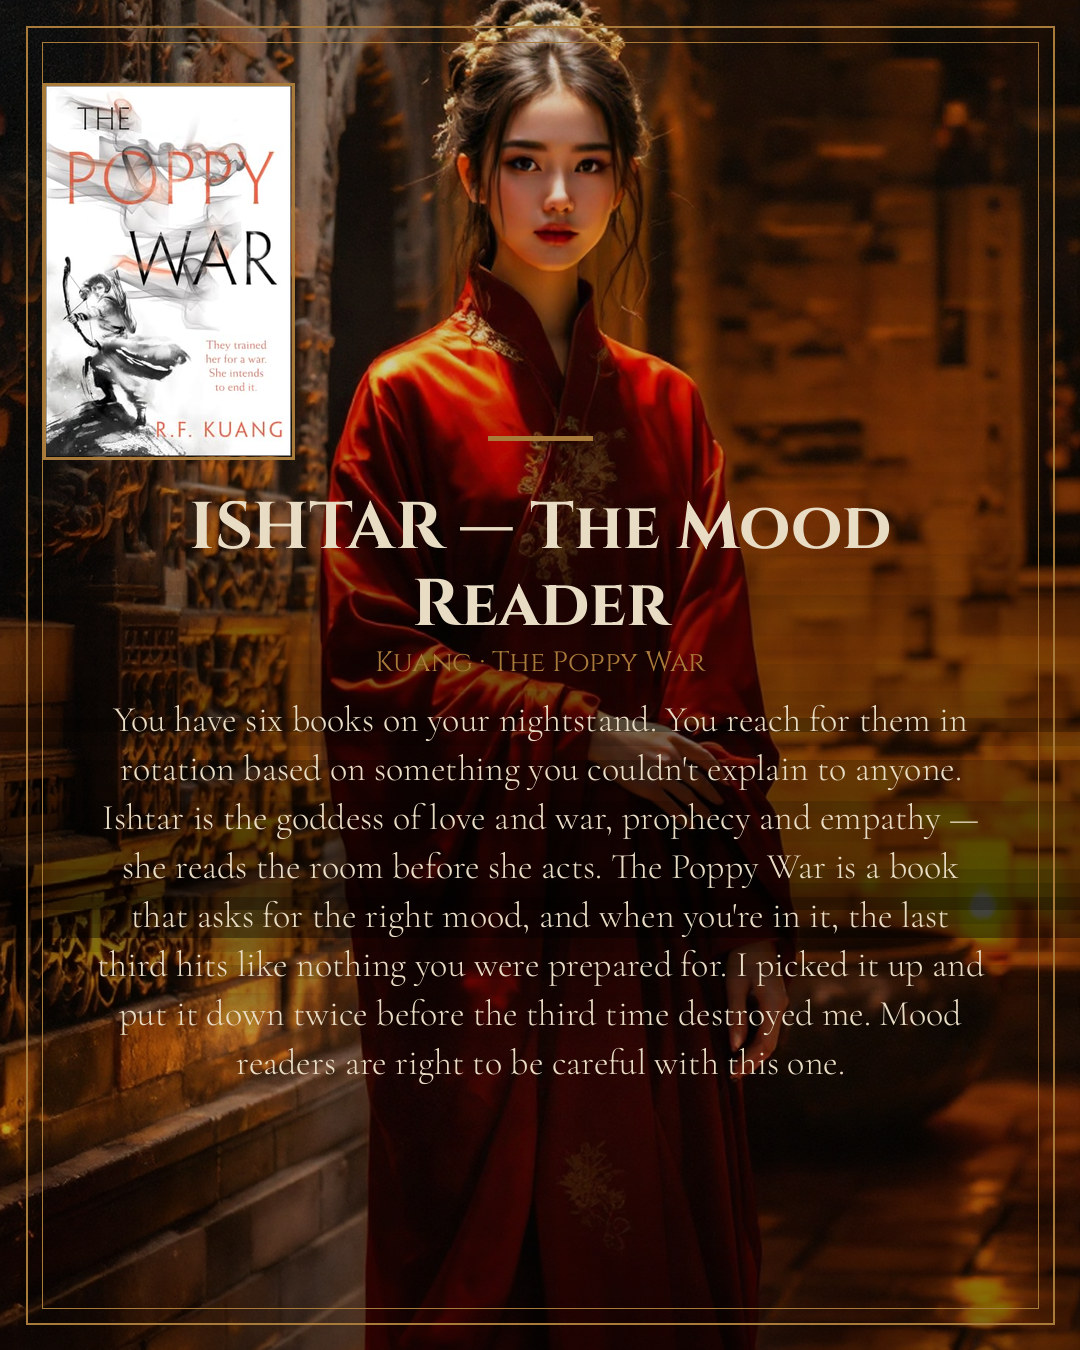 THE
POPPY
WAR
They trained
her for a war.
She intends
to end it.
R.F. KUANG
ISHTAR — The Mood
Reader
Kuang · The Poppy War
You have six books on your nightstand. You reach for them in
rotation based on something you couldn't explain to anyone.
Ishtar is the goddess of love and war, prophecy and empathy —
she reads the room before she acts. The Poppy War is a book
that asks for the right mood, and when you're in it, the last
third hits like nothing you were prepared for. I picked it up and
put it down twice before the third time destroyed me. Mood
readers are right to be careful with this one.